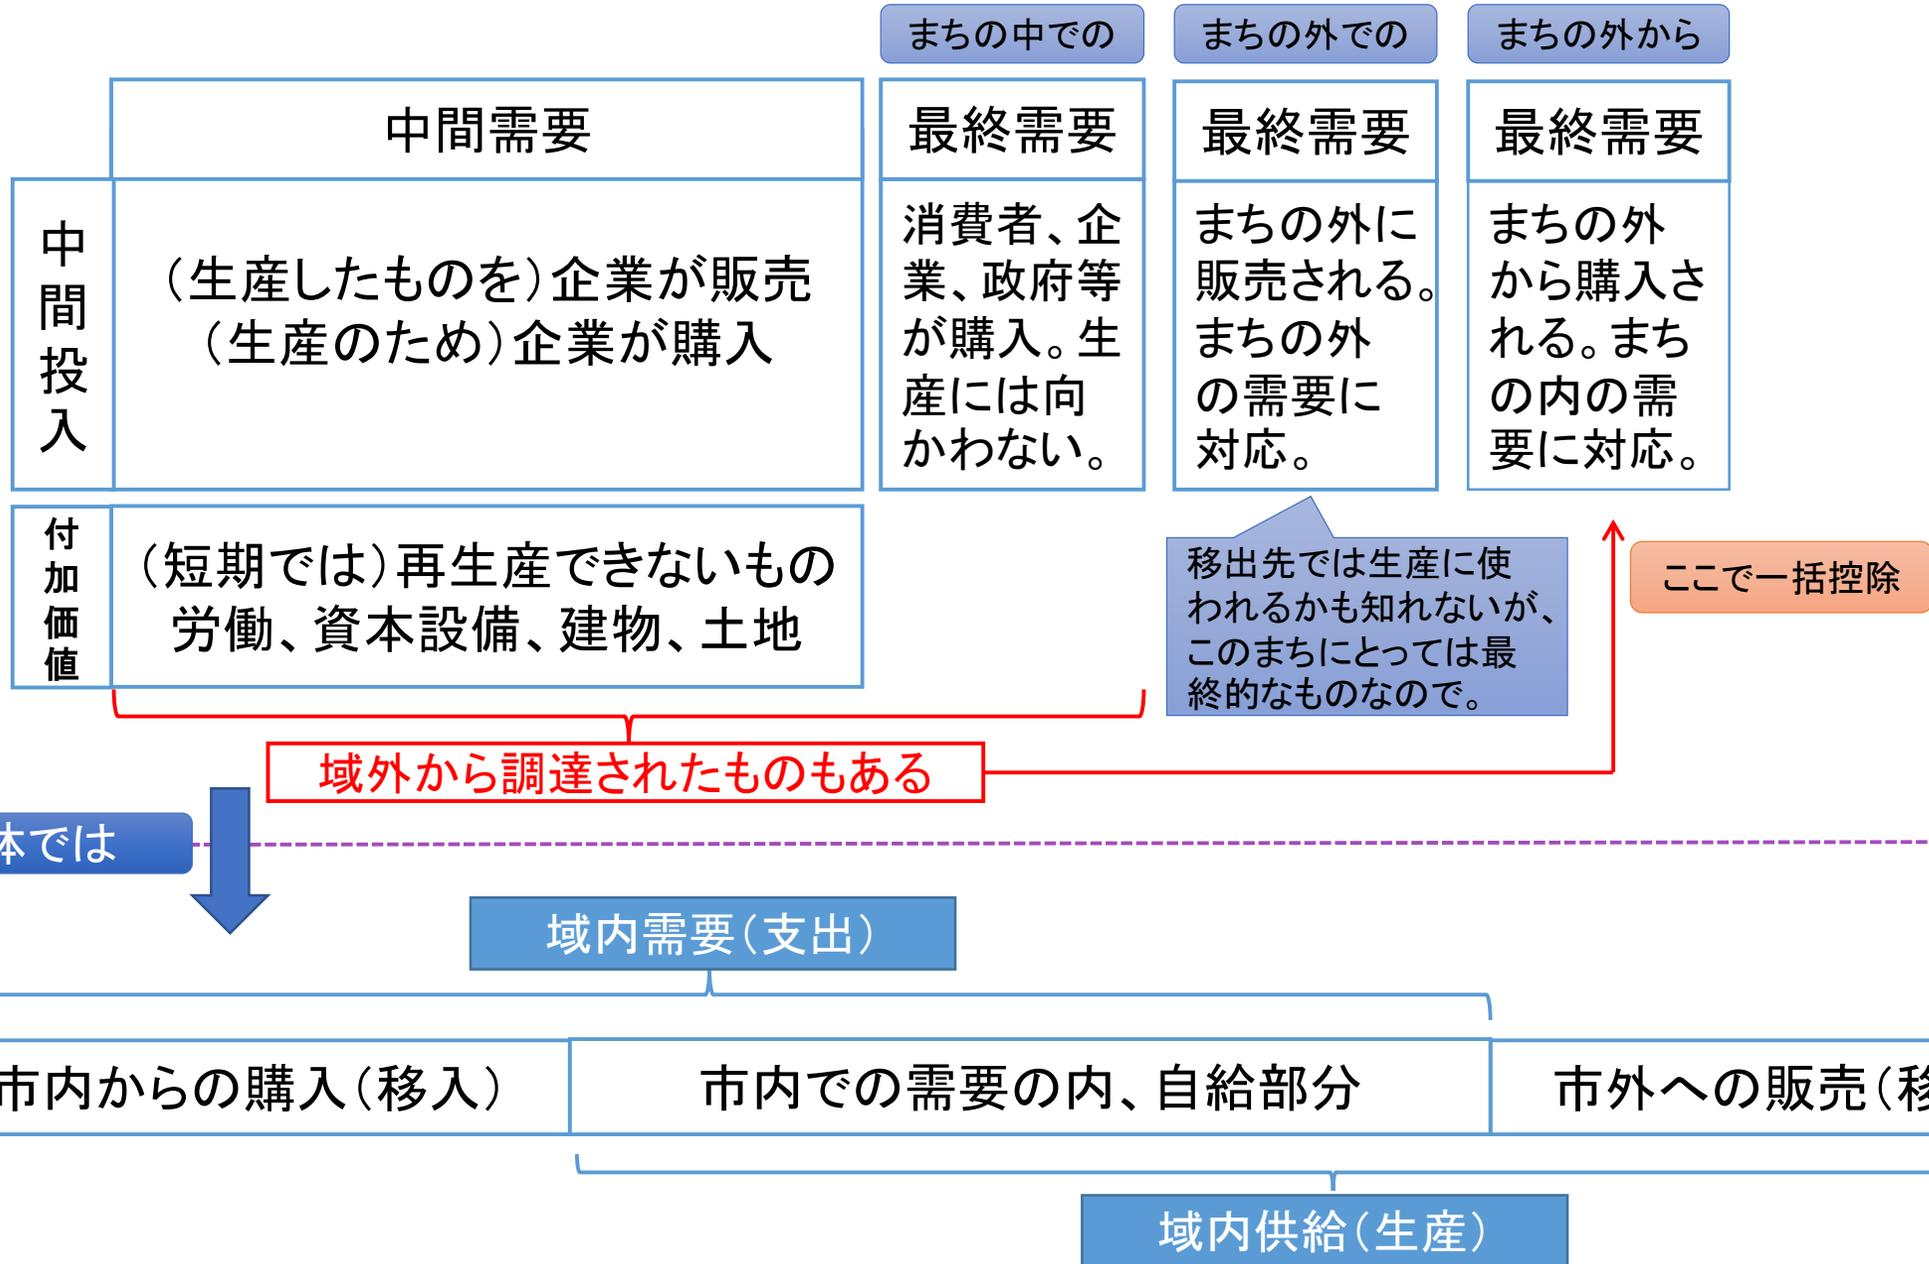 まちの中での
まちの外での
まちの外から
中間需要
最終需要
最終需要
最終需要
中間投入
（生産したものを）企業が販売
（生産のため）企業が購入
消費者、企
業、政府等
が購入。生
産には向
かわない。
まちの外に
販売される。
まちの外
の需要に
対応。
まちの外
から購入さ
れる。まち
の内の需
要に対応。
付加価値
（短期では）再生産できないもの
労働、資本設備、建物、土地
移出先では生産に使
われるかも知れないが、
このまちにとっては最
終的なものなので。
ここで一括控除
域外から調達されたものもある
体では
域内需要（支出）
市内からの購入（移入）
市内での需要の内、自給部分
市外への販売（移
域内供給（生産）